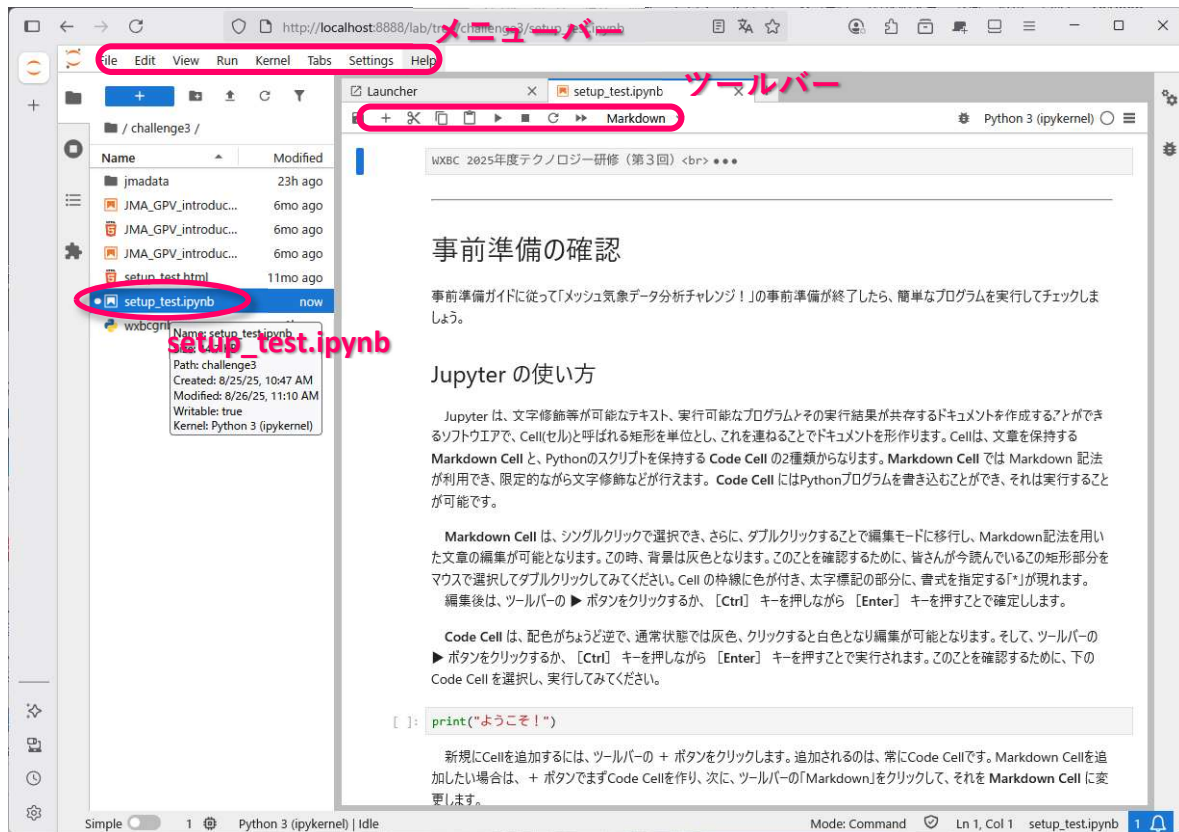 http://localhost:8888/lab/tree/challenge3/setup_test.ipynb
メニューバー
File Edit View Run Kernel Tabs Settings Help
Launcher
setup_test.ipynb
ツールバー
Markdown
Python 3 (ipykernel)
/ challenge3 /
Name Modified
jmadata 23h ago
JMA_GPV_introduc... 6mo ago
JMA_GPV_introduc... 6mo ago
JMA_GPV_introduc... 6mo ago
setup_test.html 11mo ago
setup_test.ipynb now
setup_test.ipynb
Name: setup_test.ipynb
Path: challenge3
Created: 8/25/25, 10:47 AM
Modified: 8/26/25, 11:10 AM
Writable: true
Kernel: Python 3 (ipykernel)
WXBC 2025年度テクノロジー研修（第３回）<br> •••
事前準備の確認
事前準備ガイドに従って「メッシュ気象データ分析チャレンジ！」の事前準備が終了したら、簡単なプログラムを実行してチェックしま
しょう。
Jupyter の使い方
Jupyter は、文字修飾等が可能なテキスト、実行可能なプログラムとその実行結果が共存するドキュメントを作成することができ
るソフトウエアで、Cell(セル)と呼ばれる矩形を単位とし、これを連ねることでドキュメントを形作ります。Cellは、文章を保持する
Markdown Cell と、Pythonのスクリプトを保持する Code Cell の2種類からなります。Markdown Cell では Markdown 記法
が利用でき、限定的ながら文字修飾などが行えます。 Code Cell にはPythonプログラムを書き込むことができ、それは実行すること
が可能です。
Markdown Cell は、シングルクリックで選択でき、さらに、ダブルクリックすることで編集モードに移行し、Markdown記法を用い
た文章の編集が可能となります。この時、背景は灰色となります。このことを確認するために、皆さんが今読んでいるこの矩形部分を
マウスで選択してダブルクリックしてみてください。Cell の枠線に色が付き、太字標記の部分に、書式を指定する「*」が現れます。
編集後は、ツールバーの ▶ ボタンをクリックするか、［Ctrl］ キーを押しながら ［Enter］ キーを押すことで確定しします。
Code Cell は、配色がちょうど逆で、通常状態では灰色、クリックすると白色となり編集が可能となります。そして、ツールバーの
▶ ボタンをクリックするか、［Ctrl］ キーを押しながら ［Enter］ キーを押すことで実行されます。このことを確認するために、下の
Code Cell を選択し、実行してみてください。
[ ]: print("ようこそ！")
新規にCellを追加するには、ツールバーの ＋ ボタンをクリックします。追加されるのは、常にCode Cellです。Markdown Cellを追
加したい場合は、＋ ボタンでまずCode Cellを作り、次に、ツールバーの「Markdown」をクリックして、それを Markdown Cell に変
更します。
Simple 1 Python 3 (ipykernel) | Idle Mode: Command Ln 1, Col 1 setup_test.ipynb 1